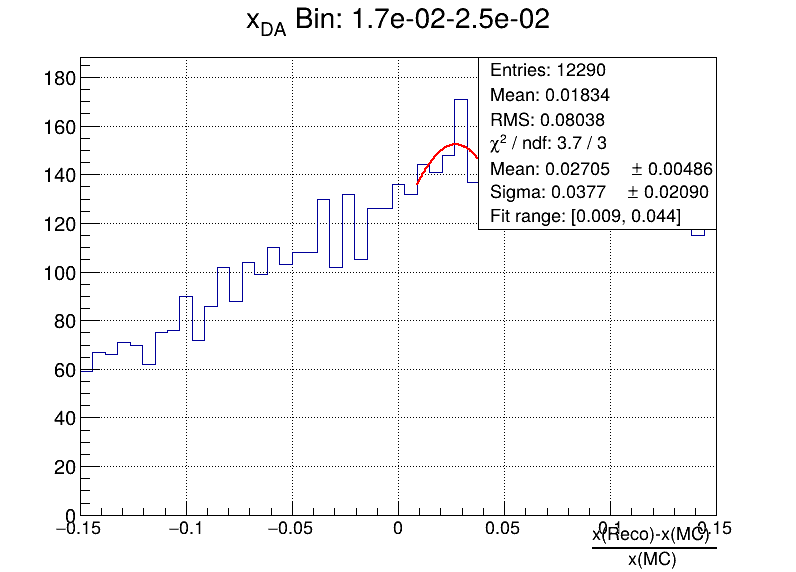 xDA Bin: 1.7e-02-2.5e-02
Entries: 12290
Mean: 0.01834
RMS: 0.08038
χ² / ndf: 3.7 / 3
Mean: 0.02705 ± 0.00486
Sigma: 0.0377 ± 0.02090
Fit range: [0.009, 0.044]
180
160
140
120
100
80
60
40
20
0
−0.15 −0.1 −0.05 0 0.05 0.1 0.15
x(Reco)-x(MC)
x(MC)